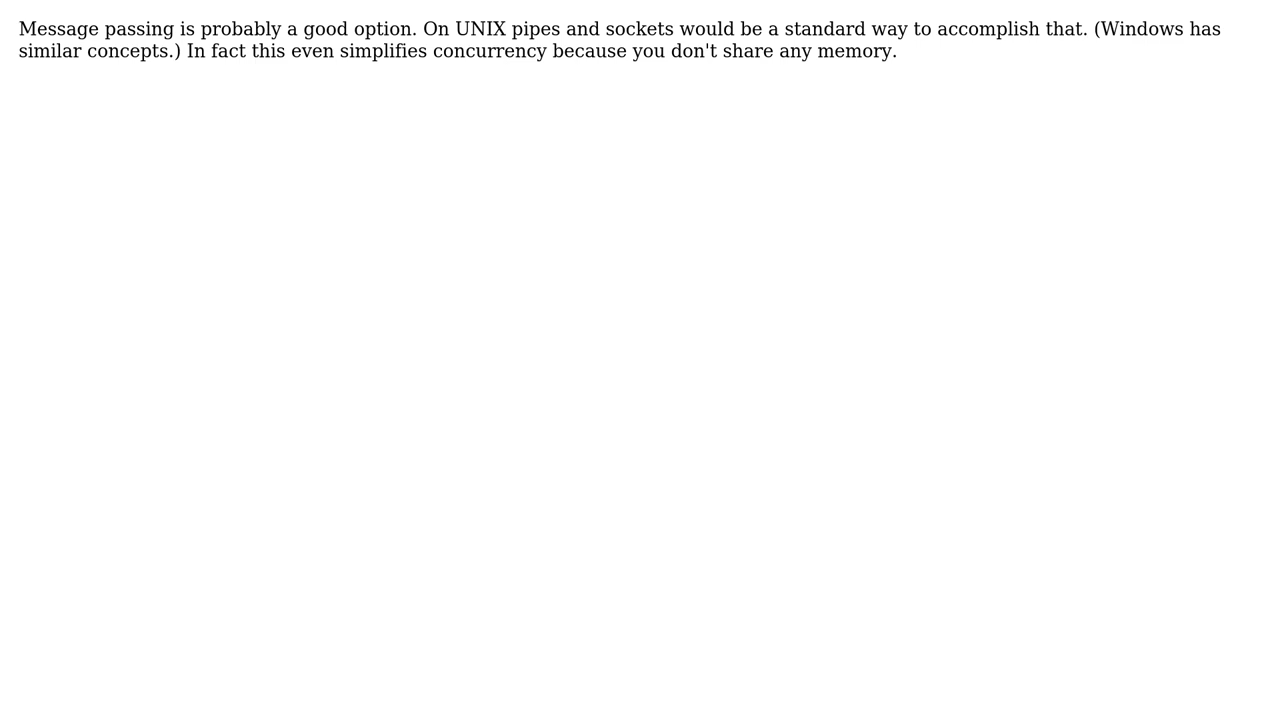 Message passing is probably a good option. On UNIX pipes and sockets would be a standard way to accomplish that. (Windows has
similar concepts.) In fact this even simplifies concurrency because you don't share any memory.